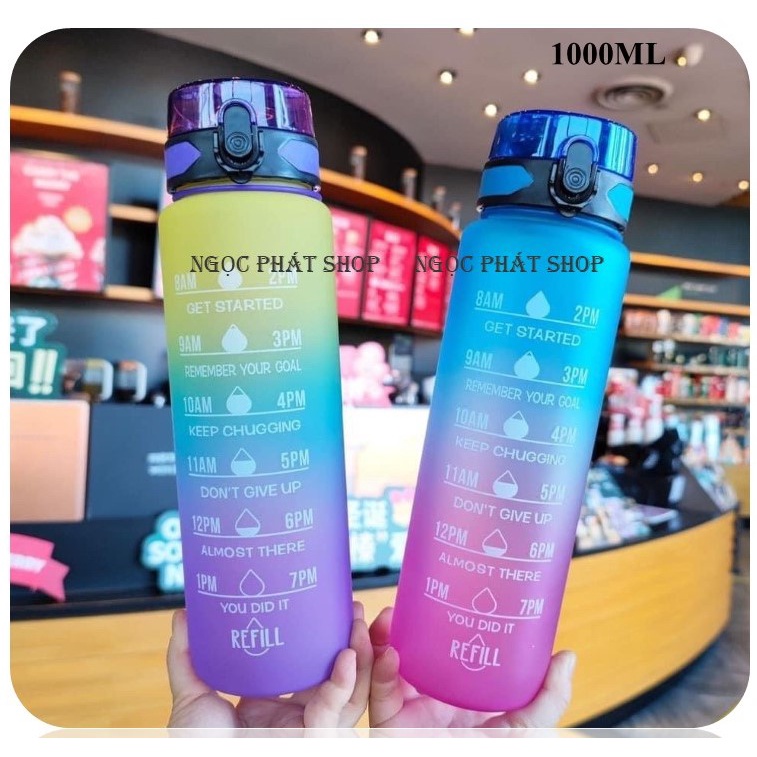 1000ML
NGỌC PHÁT SHOP
NGỌC PHÁT SHOP
8AM 2PM
GET STARTED
9AM 3PM
REMEMBER YOUR GOAL
10AM 4PM
KEEP CHUGGING
11AM 5PM
DON'T GIVE UP
12PM 6PM
ALMOST THERE
1PM 7PM
YOU DID IT
REFILL
8AM 2PM
GET STARTED
9AM 3PM
REMEMBER YOUR GOAL
10AM 4PM
KEEP CHUGGING
11AM 5PM
DON'T GIVE UP
12PM 6PM
ALMOST THERE
1PM 7PM
YOU DID IT
REFILL